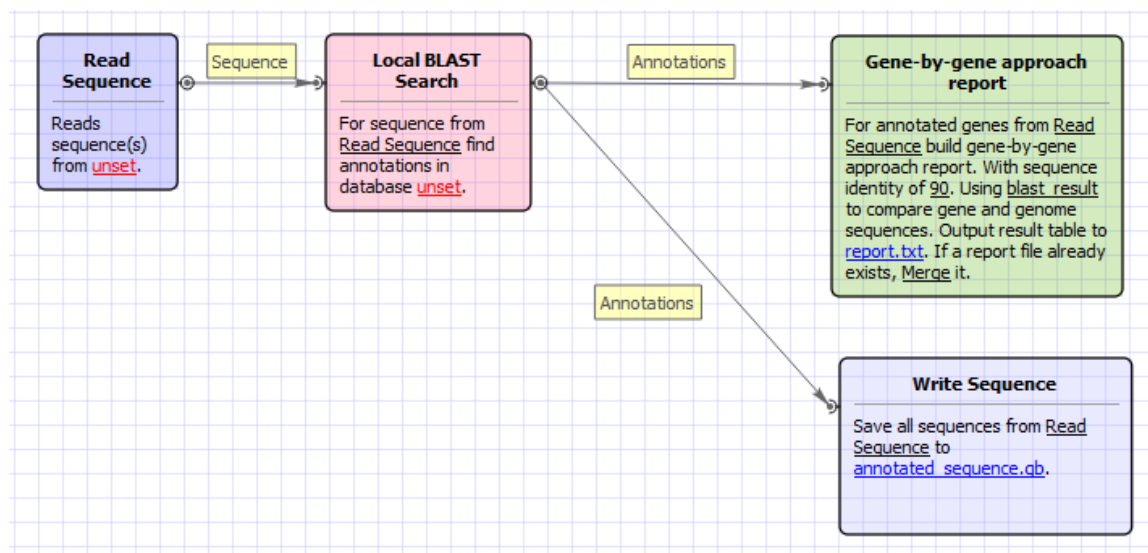 Read
Sequence
Reads
sequence(s)
from unset.
Sequence
Local BLAST
Search
For sequence from
Read Sequence find
annotations in
database unset.
Annotations
Gene-by-gene approach
report
For annotated genes from Read
Sequence build gene-by-gene
approach report. With sequence
identity of 90. Using blast_result
to compare gene and genome
sequences. Output result table to
report.txt. If a report file already
exists, Merge it.
Annotations
Write Sequence
Save all sequences from Read
Sequence to
annotated_sequence.gb.